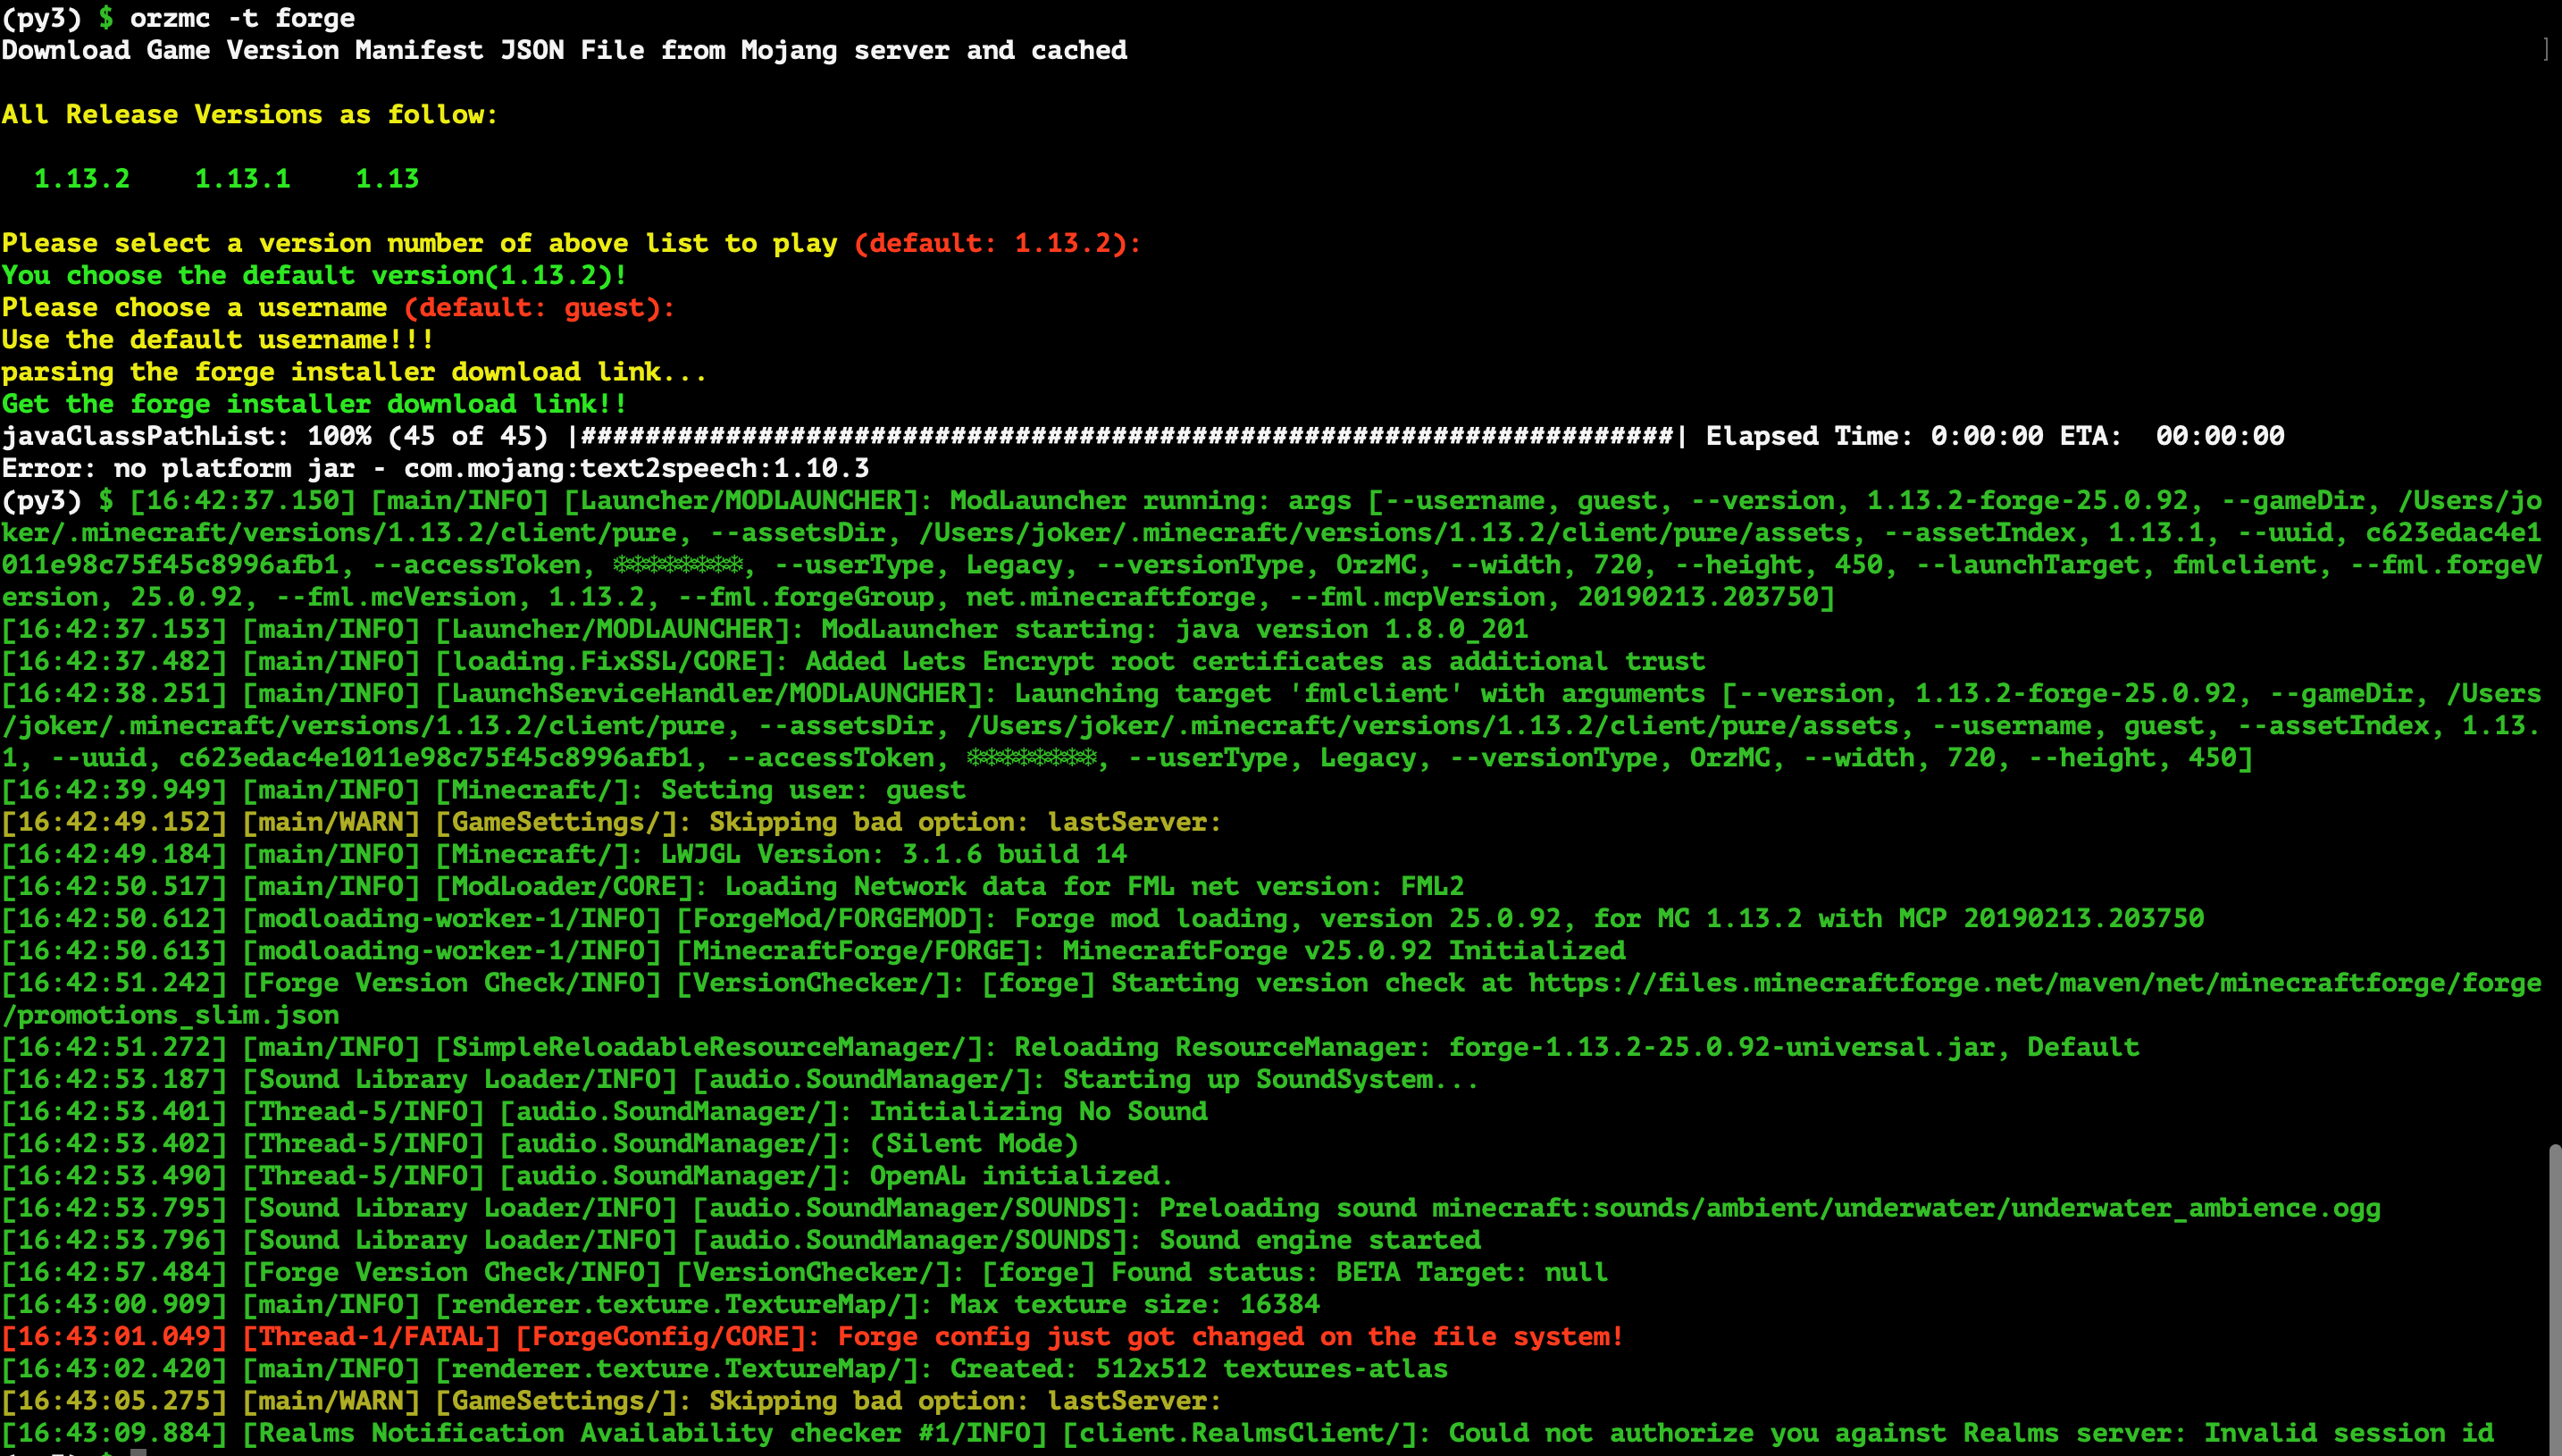 (py3) $ orzmc -t forge
Download Game Version Manifest JSON File from Mojang server and cached
All Release Versions as follow:
1.13.2    1.13.1    1.13
Please select a version number of above list to play (default: 1.13.2):
You choose the default version(1.13.2)!
Please choose a username (default: guest):
Use the default username!!!
parsing the forge installer download link...
Get the forge installer download link!!
javaClassPathList: 100% (45 of 45) |####################################################################| Elapsed Time: 0:00:00 ETA:  00:00:00
Error: no platform jar - com.mojang:text2speech:1.10.3
(py3) $ [16:42:37.150] [main/INFO] [Launcher/MODLAUNCHER]: ModLauncher running: args [--username, guest, --version, 1.13.2-forge-25.0.92, --gameDir, /Users/jo
ker/.minecraft/versions/1.13.2/client/pure, --assetsDir, /Users/joker/.minecraft/versions/1.13.2/client/pure/assets, --assetIndex, 1.13.1, --uuid, c623edac4e1
011e98c75f45c8996afb1, --accessToken, ❄❄❄❄❄❄❄❄, --userType, Legacy, --versionType, OrzMC, --width, 720, --height, 450, --launchTarget, fmlclient, --fml.forgeV
ersion, 25.0.92, --fml.mcVersion, 1.13.2, --fml.forgeGroup, net.minecraftforge, --fml.mcpVersion, 20190213.203750]
[16:42:37.153] [main/INFO] [Launcher/MODLAUNCHER]: ModLauncher starting: java version 1.8.0_201
[16:42:37.482] [main/INFO] [loading.FixSSL/CORE]: Added Lets Encrypt root certificates as additional trust
[16:42:38.251] [main/INFO] [LaunchServiceHandler/MODLAUNCHER]: Launching target 'fmlclient' with arguments [--version, 1.13.2-forge-25.0.92, --gameDir, /Users
/joker/.minecraft/versions/1.13.2/client/pure, --assetsDir, /Users/joker/.minecraft/versions/1.13.2/client/pure/assets, --username, guest, --assetIndex, 1.13.
1, --uuid, c623edac4e1011e98c75f45c8996afb1, --accessToken, ❄❄❄❄❄❄❄❄, --userType, Legacy, --versionType, OrzMC, --width, 720, --height, 450]
[16:42:39.949] [main/INFO] [Minecraft/]: Setting user: guest
[16:42:49.152] [main/WARN] [GameSettings/]: Skipping bad option: lastServer:
[16:42:49.184] [main/INFO] [Minecraft/]: LWJGL Version: 3.1.6 build 14
[16:42:50.517] [main/INFO] [ModLoader/CORE]: Loading Network data for FML net version: FML2
[16:42:50.612] [modloading-worker-1/INFO] [ForgeMod/FORGEMOD]: Forge mod loading, version 25.0.92, for MC 1.13.2 with MCP 20190213.203750
[16:42:50.613] [modloading-worker-1/INFO] [MinecraftForge/FORGE]: MinecraftForge v25.0.92 Initialized
[16:42:51.242] [Forge Version Check/INFO] [VersionChecker/]: [forge] Starting version check at https://files.minecraftforge.net/maven/net/minecraftforge/forge
/promotions_slim.json
[16:42:51.272] [main/INFO] [SimpleReloadableResourceManager/]: Reloading ResourceManager: forge-1.13.2-25.0.92-universal.jar, Default
[16:42:53.187] [Sound Library Loader/INFO] [audio.SoundManager/]: Starting up SoundSystem...
[16:42:53.401] [Thread-5/INFO] [audio.SoundManager/]: Initializing No Sound
[16:42:53.402] [Thread-5/INFO] [audio.SoundManager/]: (Silent Mode)
[16:42:53.490] [Thread-5/INFO] [audio.SoundManager/]: OpenAL initialized.
[16:42:53.795] [Sound Library Loader/INFO] [audio.SoundManager/SOUNDS]: Preloading sound minecraft:sounds/ambient/underwater/underwater_ambience.ogg
[16:42:53.796] [Sound Library Loader/INFO] [audio.SoundManager/SOUNDS]: Sound engine started
[16:42:57.484] [Forge Version Check/INFO] [VersionChecker/]: [forge] Found status: BETA Target: null
[16:43:00.909] [main/INFO] [renderer.texture.TextureMap/]: Max texture size: 16384
[16:43:01.049] [Thread-1/FATAL] [ForgeConfig/CORE]: Forge config just got changed on the file system!
[16:43:02.420] [main/INFO] [renderer.texture.TextureMap/]: Created: 512x512 textures-atlas
[16:43:05.275] [main/WARN] [GameSettings/]: Skipping bad option: lastServer:
[16:43:09.884] [Realms Notification Availability checker #1/INFO] [client.RealmsClient/]: Could not authorize you against Realms server: Invalid session id